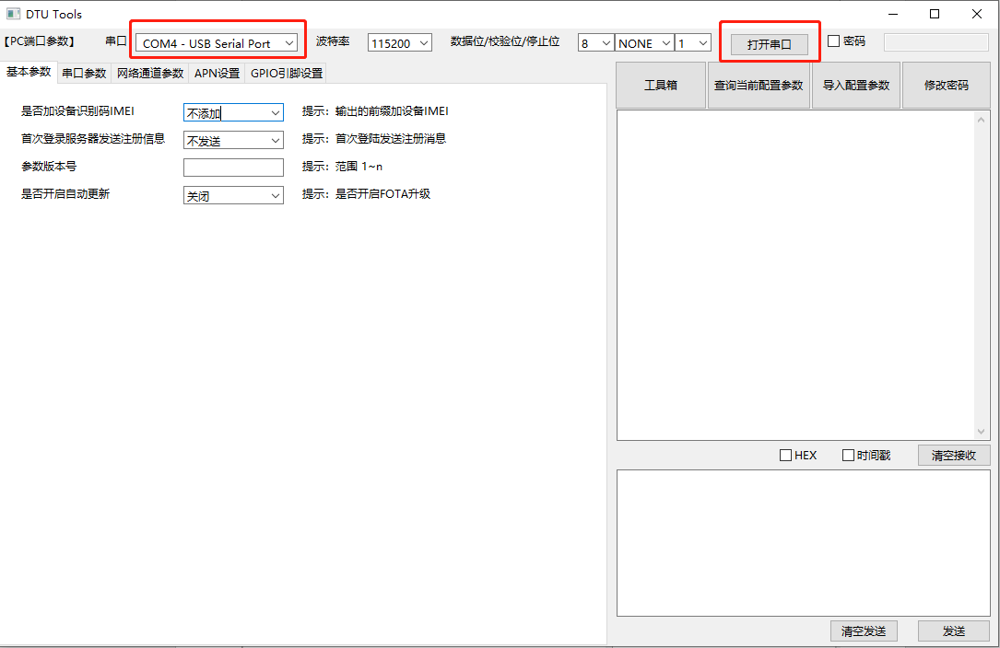 DTU Tools
【PC端口参数】 串口 COM4 - USB Serial Port 波特率 115200 数据位/校验位/停止位 8 NONE 1 打开串口 密码
基本参数 串口参数 网络通道参数 APN设置 GPIO引脚设置
工具箱 查询当前配置参数 导入配置参数 修改密码
是否加设备识别码IMEI 不添加 提示：输出的前缀加设备IMEI
首次登录服务器发送注册信息 不发送 提示：首次登陆发送注册消息
参数版本号 提示：范围 1~n
是否开启自动更新 关闭 提示：是否开启FOTA升级
HEX 时间戳 清空接收
清空发送 发送